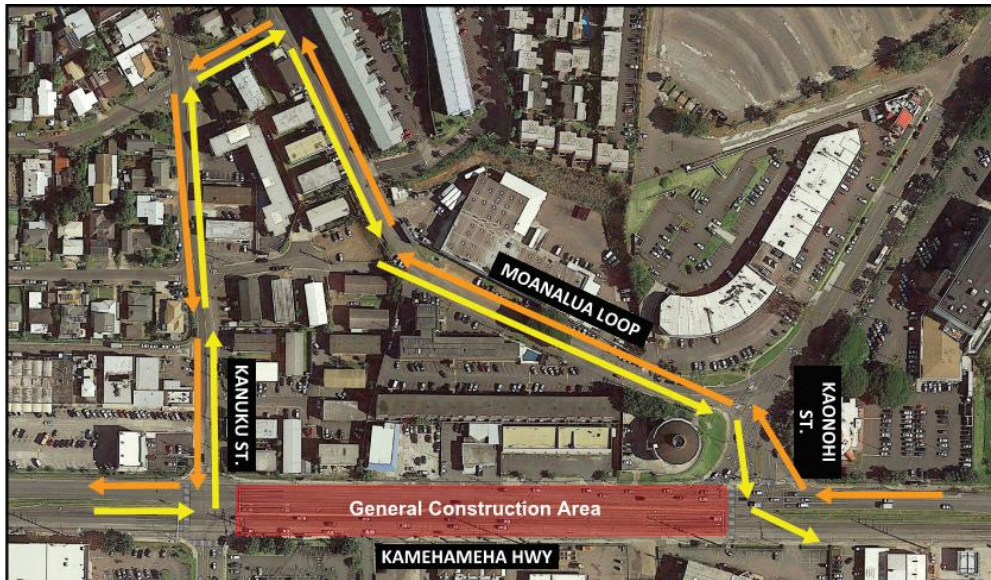 MOANALUA LOOP
KANUKU ST.
KAONOHI
ST.
General Construction Area
KAMEHAMEHA HWY